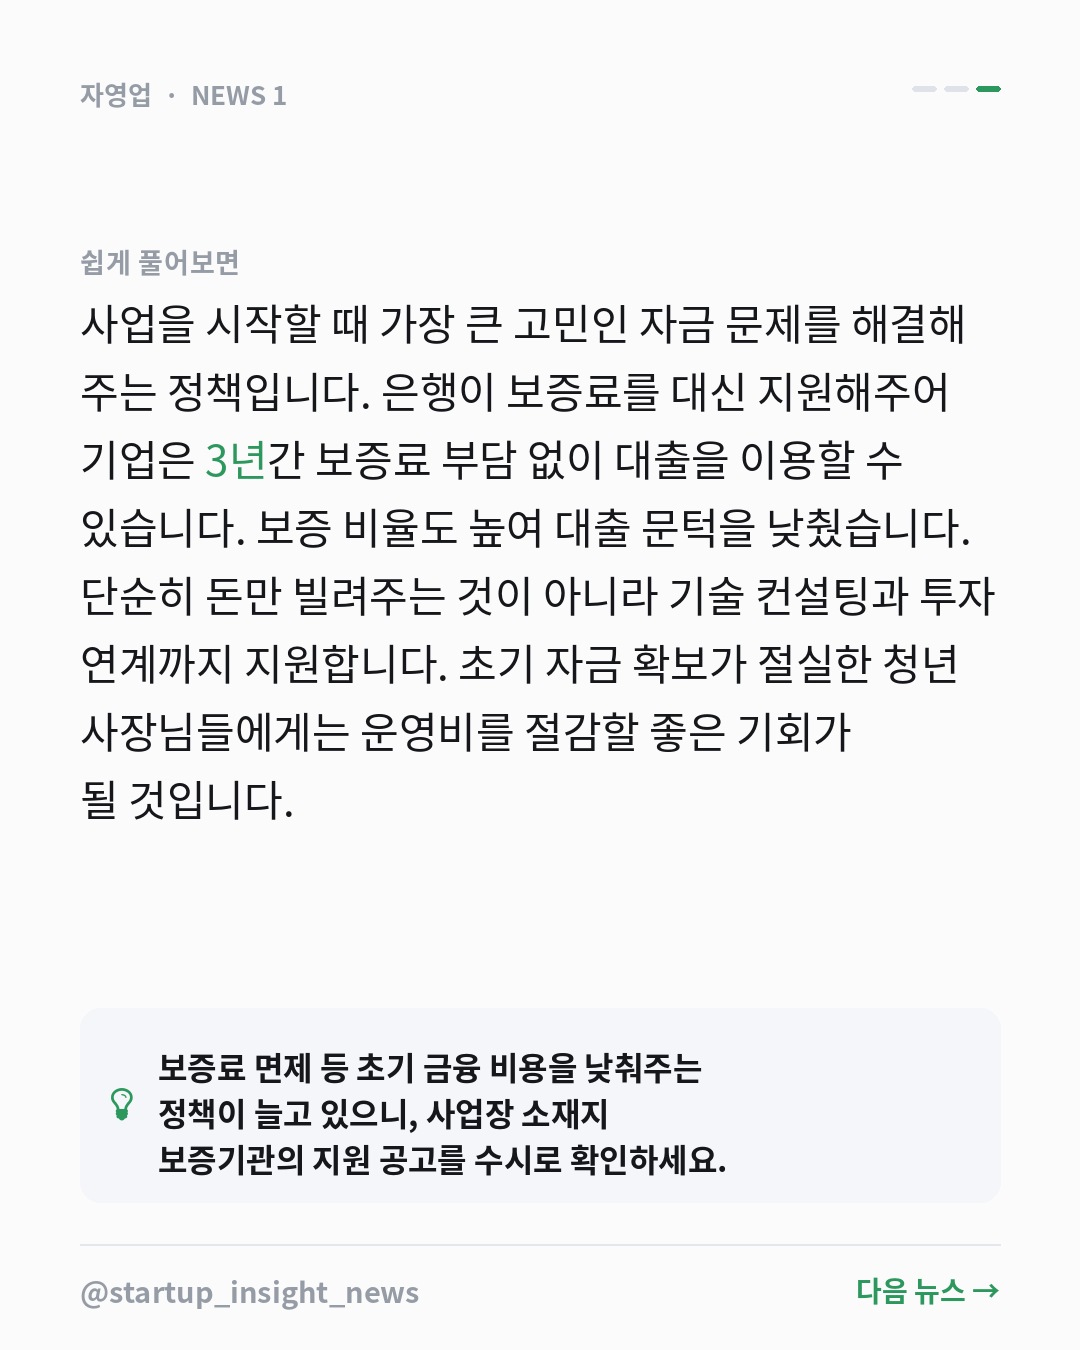 자영업 · NEWS 1
쉽게 풀어보면
사업을 시작할 때 가장 큰 고민인 자금 문제를 해결해
주는 정책입니다. 은행이 보증료를 대신 지원해주어
기업은 3년간 보증료 부담 없이 대출을 이용할 수
있습니다. 보증 비율도 높여 대출 문턱을 낮췄습니다.
단순히 돈만 빌려주는 것이 아니라 기술 컨설팅과 투자
연계까지 지원합니다. 초기 자금 확보가 절실한 청년
사장님들에게는 운영비를 절감할 좋은 기회가
될 것입니다.
보증료 면제 등 초기 금융 비용을 낮춰주는
정책이 늘고 있으니, 사업장 소재지
보증기관의 지원 공고를 수시로 확인하세요.
@startup_insight_news
다음 뉴스 →